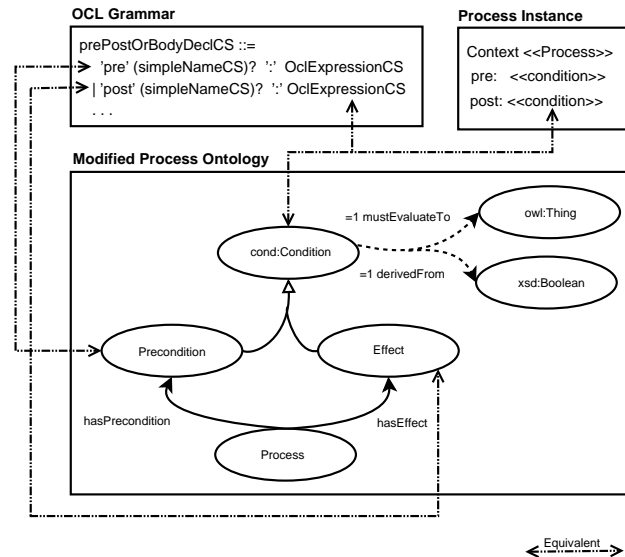 OCL Grammar
prePostOrBodyDeclCS ::=
'pre' (simpleNameCS)? ':' OclExpressionCS
| 'post' (simpleNameCS)? ':' OclExpressionCS
. . .
Process Instance
Context <<Process>>
pre: <<condition>>
post: <<condition>>
Modified Process Ontology
=1 mustEvaluateTo
owl:Thing
cond:Condition
=1 derivedFrom
xsd:Boolean
Precondition
Effect
hasPrecondition
hasEffect
Process
Equivalent